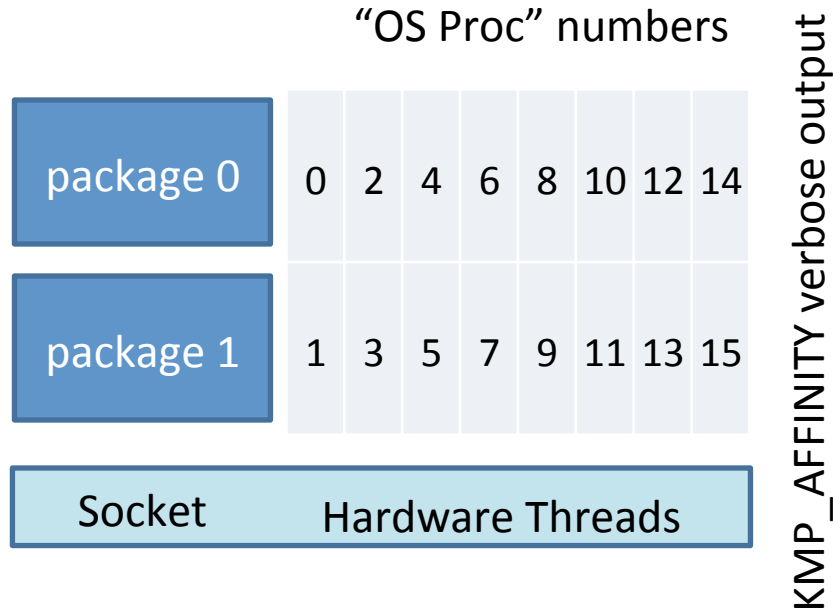 “OS Proc” numbers
package 0 0 2 4 6 8 10 12 14
package 1 1 3 5 7 9 11 13 15
Socket Hardware Threads
KMP_AFFINITY verbose output